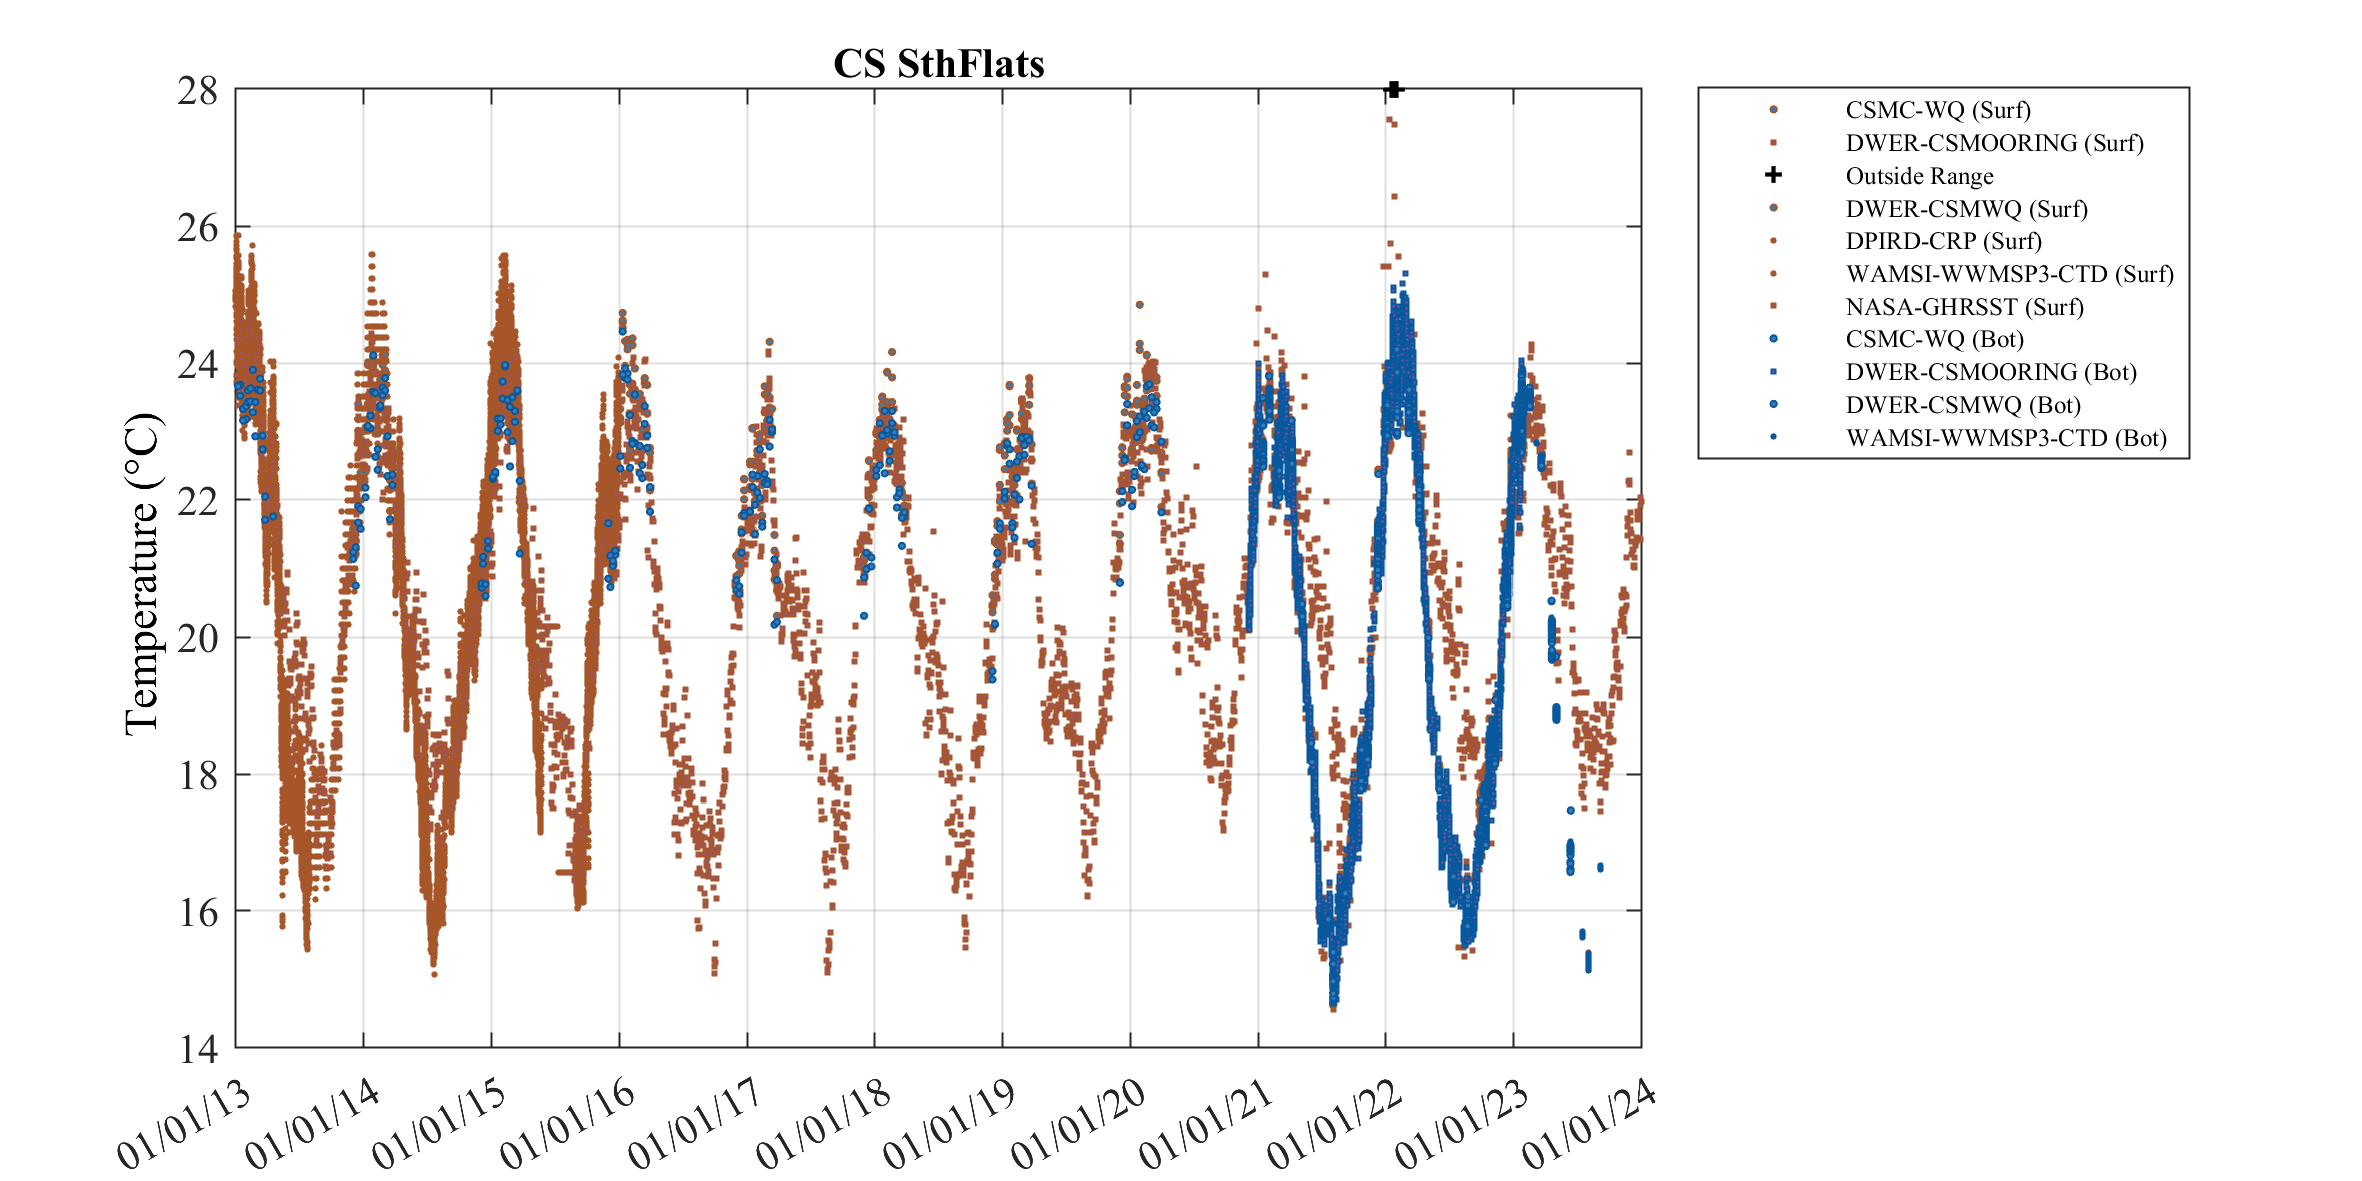 CS SthFlats
Temperature (°C)
28
26
24
22
20
18
16
14
01/01/13
01/01/14
01/01/15
01/01/16
01/01/17
01/01/18
01/01/19
01/01/20
01/01/21
01/01/22
01/01/23
01/01/24
CSMC-WQ (Surf)
DWER-CSMOORING (Surf)
Outside Range
DWER-CSMWQ (Surf)
DPIRD-CRP (Surf)
WAMSI-WWMSP3-CTD (Surf)
NASA-GHRSST (Surf)
CSMC-WQ (Bot)
DWER-CSMOORING (Bot)
DWER-CSMWQ (Bot)
WAMSI-WWMSP3-CTD (Bot)